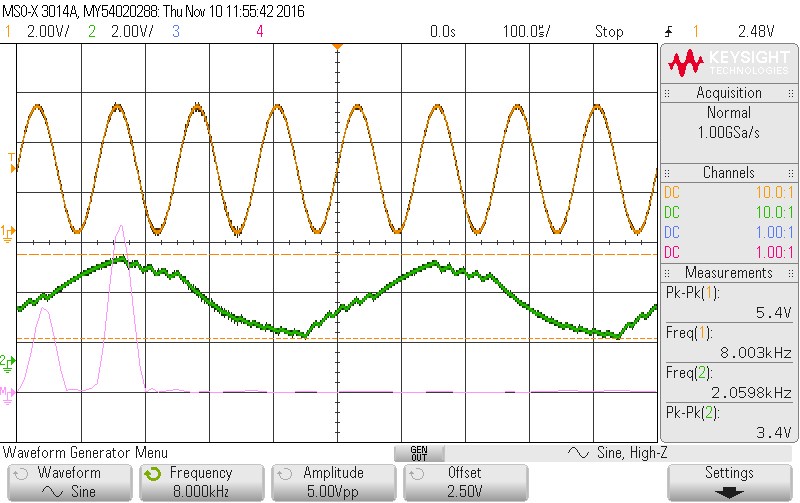 MSO-X 3014A, MY54020288: Thu Nov 10 11:55:42 2016
1 2.00V/ 2 2.00V/ 3 4 0.0s 100.0s/ Stop 1 2.48V
KEYSIGHT
TECHNOLOGIES
Acquisition
Normal
1.00GSa/s
Channels
DC 10.0:1
DC 10.0:1
DC 1.00:1
DC 1.00:1
Measurements
Pk-Pk(1):
5.4V
Freq(1):
8.003kHz
Freq(2):
2.0598kHz
Pk-Pk(2):
3.4V
T
1
2
M
Waveform Generator Menu
GEN
OUT
Sine, High-Z
Waveform
Sine
Frequency
8.000kHz
Amplitude
5.00Vpp
Offset
2.50V
Settings